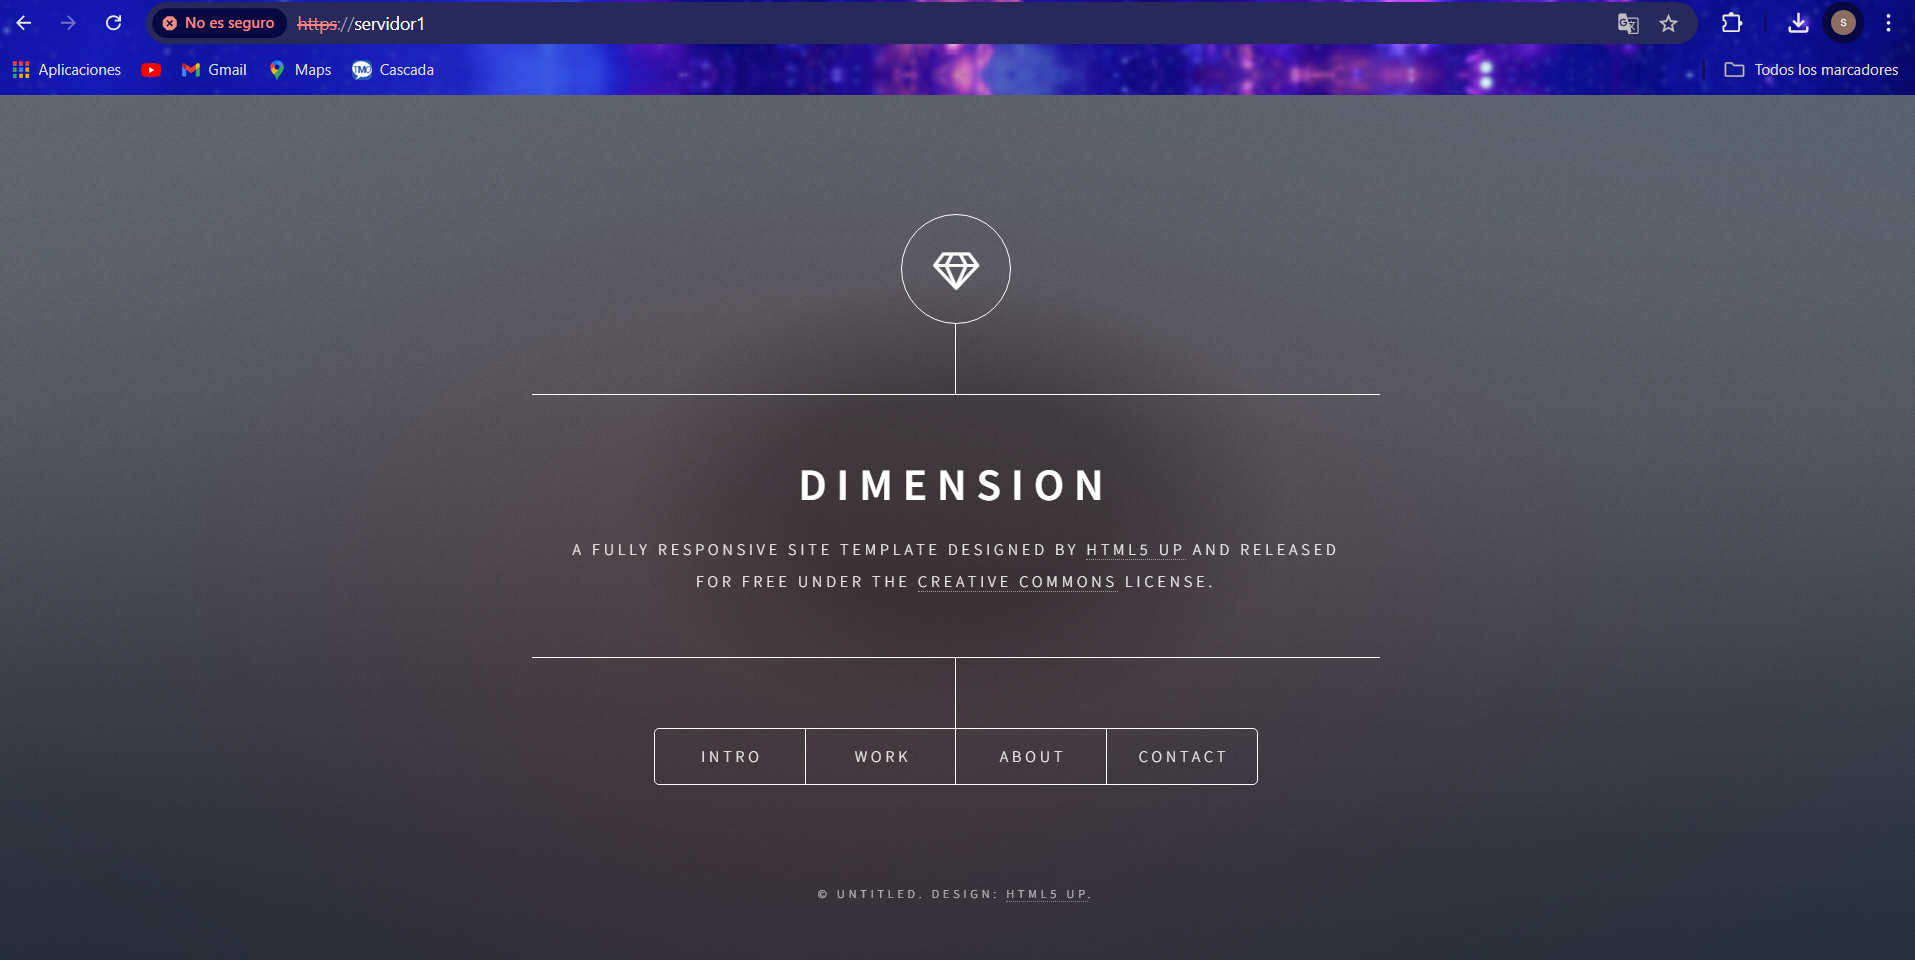 No es seguro https://servidor1 S
Aplicaciones Gmail Maps TMO Cascada Todos los marcadores
DIMENSION
A FULLY RESPONSIVE SITE TEMPLATE DESIGNED BY HTML5 UP AND RELEASED
FOR FREE UNDER THE CREATIVE COMMONS LICENSE.
INTRO WORK ABOUT CONTACT
© UNTITLED. DESIGN: HTML5 UP.